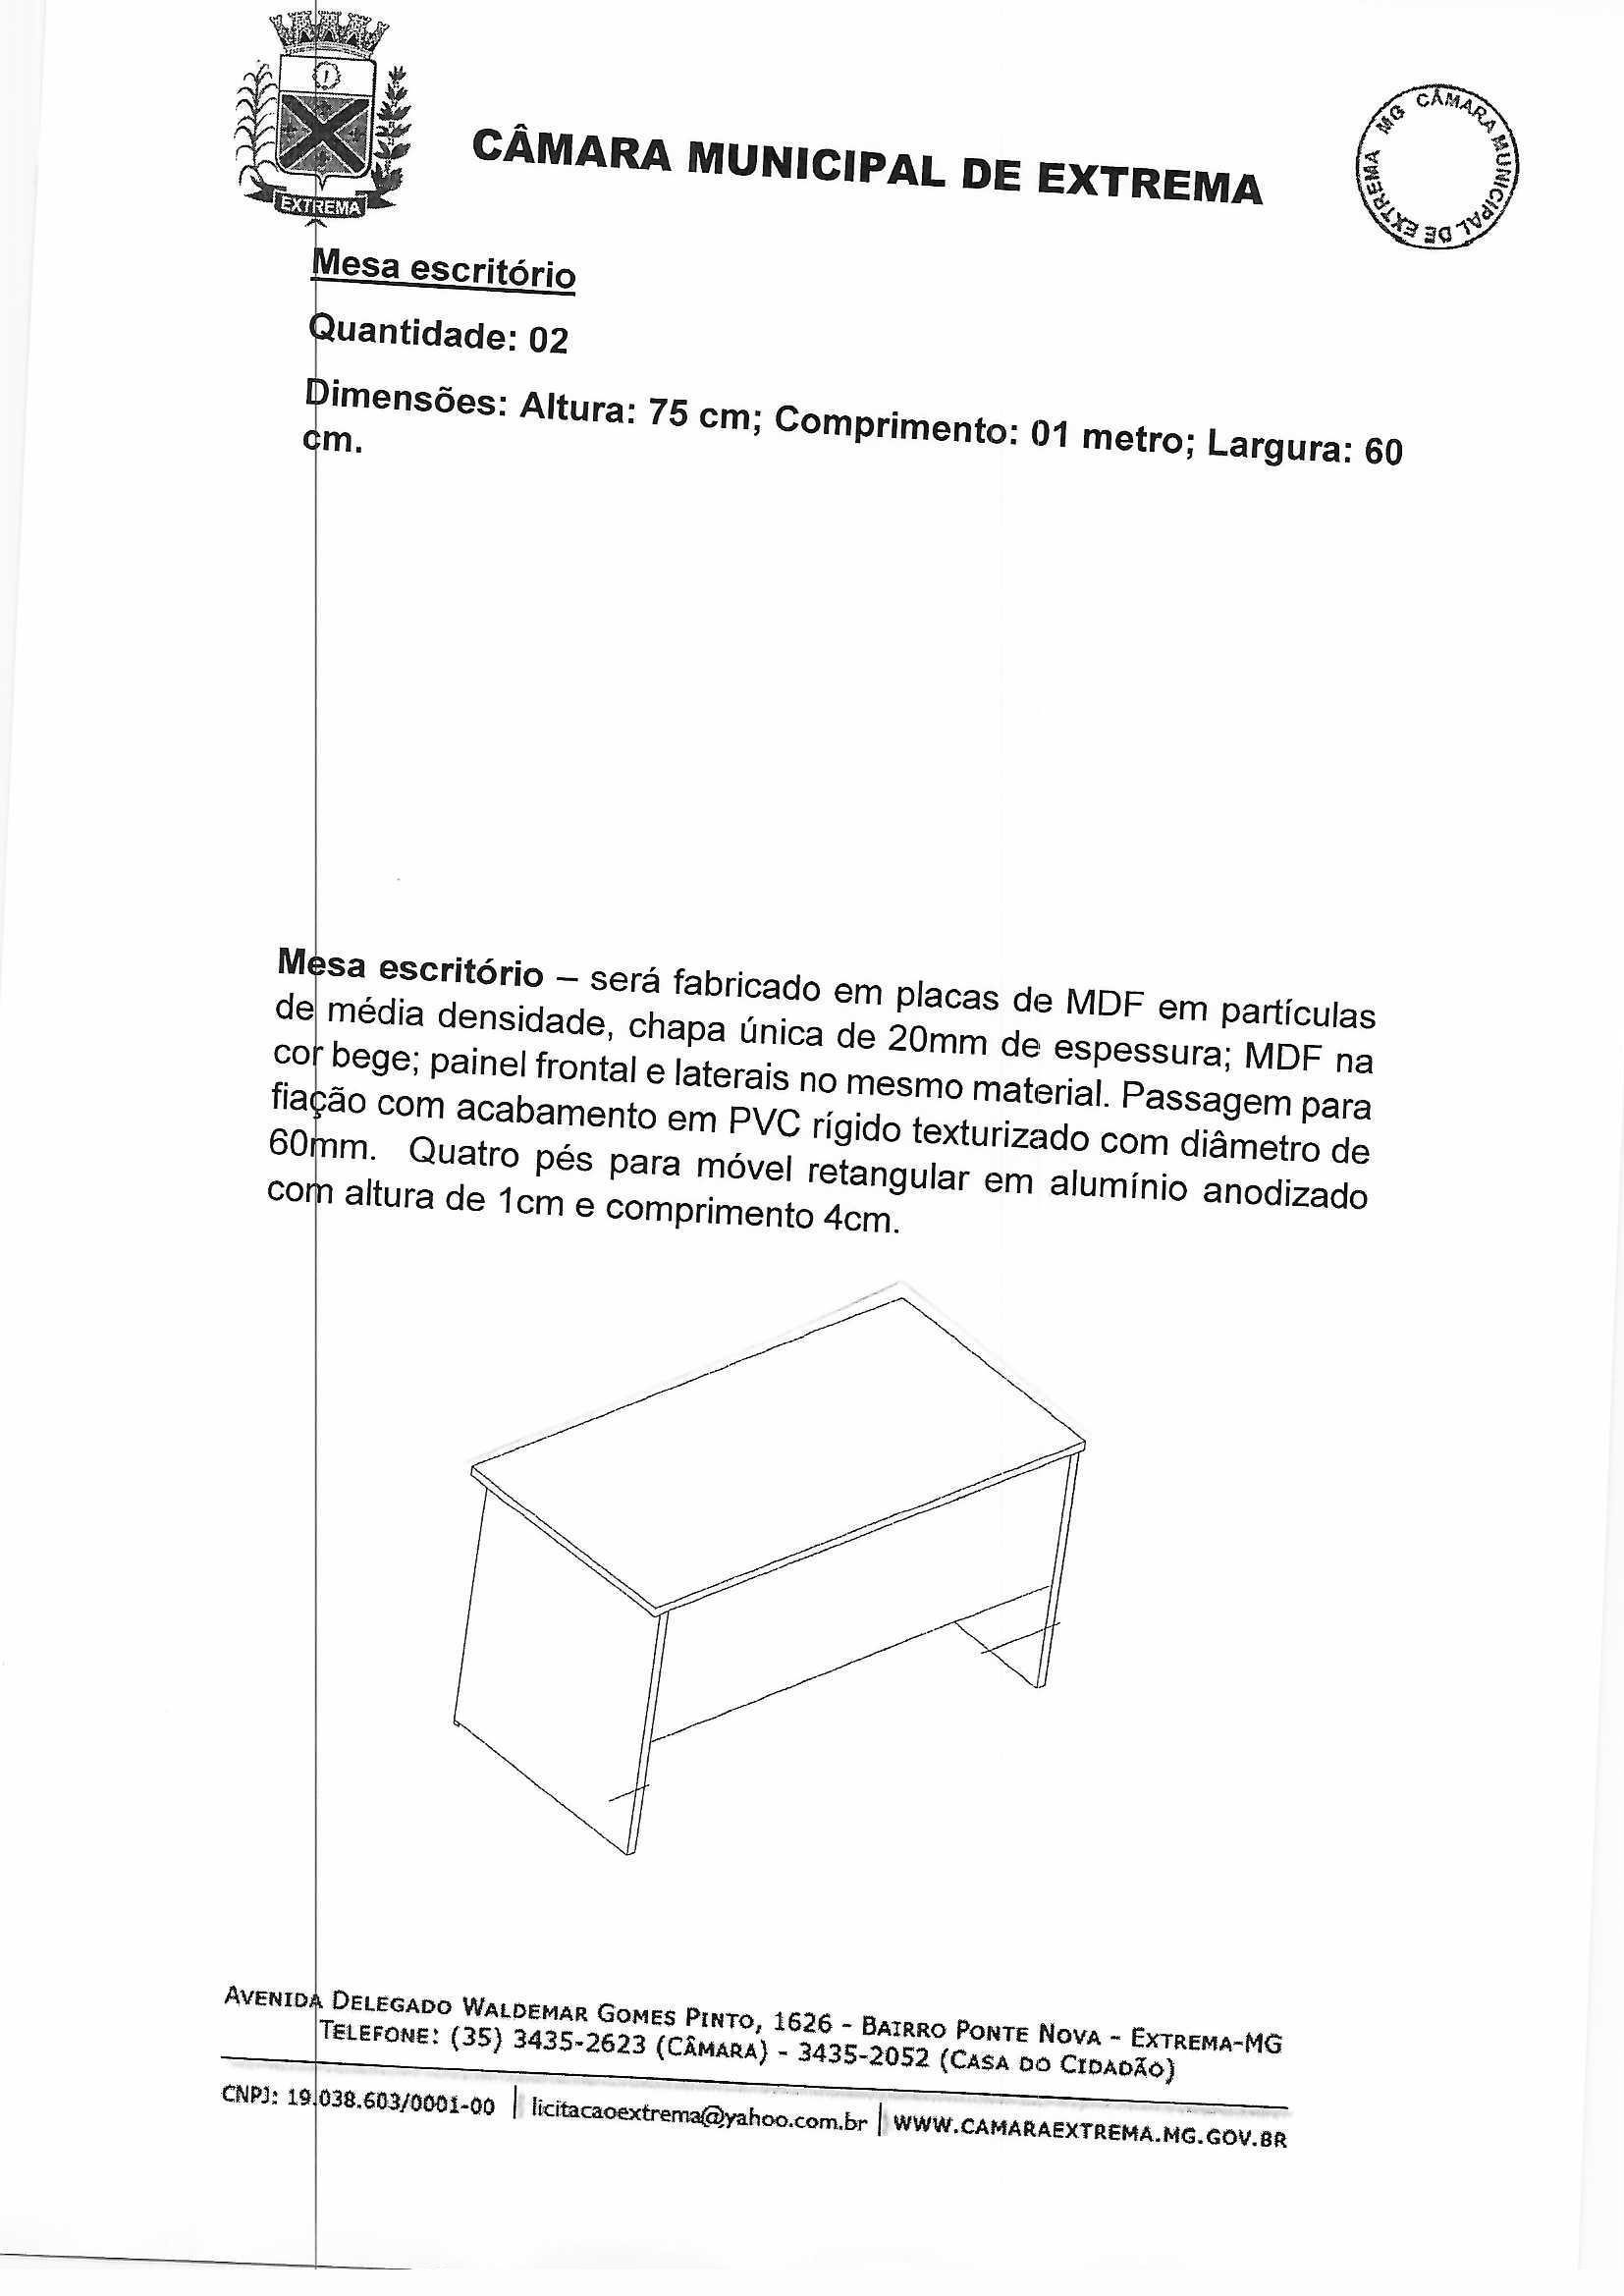 EXTREMA
CÂMARA MUNICIPAL DE EXTREMA
CÂMARA MUNICIPAL DE EXTREMA MG
Mesa escritório
Quantidade: 02
Dimensões: Altura: 75 cm; Comprimento: 01 metro; Largura: 60
cm.
Mesa escritório – será fabricado em placas de MDF em partículas
de média densidade, chapa única de 20mm de espessura; MDF na
cor bege; painel frontal e laterais no mesmo material. Passagem para
fiação com acabamento em PVC rígido texturizado com diâmetro de
60mm. Quatro pés para móvel retangular em alumínio anodizado
com altura de 1cm e comprimento 4cm.
AVENIDA DELEGADO WALDEMAR GOMES PINTO, 1626 - BAIRRO PONTE NOVA - EXTREMA-MG
TELEFONE: (35) 3435-2623 (CÂMARA) - 3435-2052 (CASA DO CIDADÃO)
CNPJ: 19.038.603/0001-00 | licitacaoextrema@yahoo.com.br | WWW.CAMARAEXTREMA.MG.GOV.BR